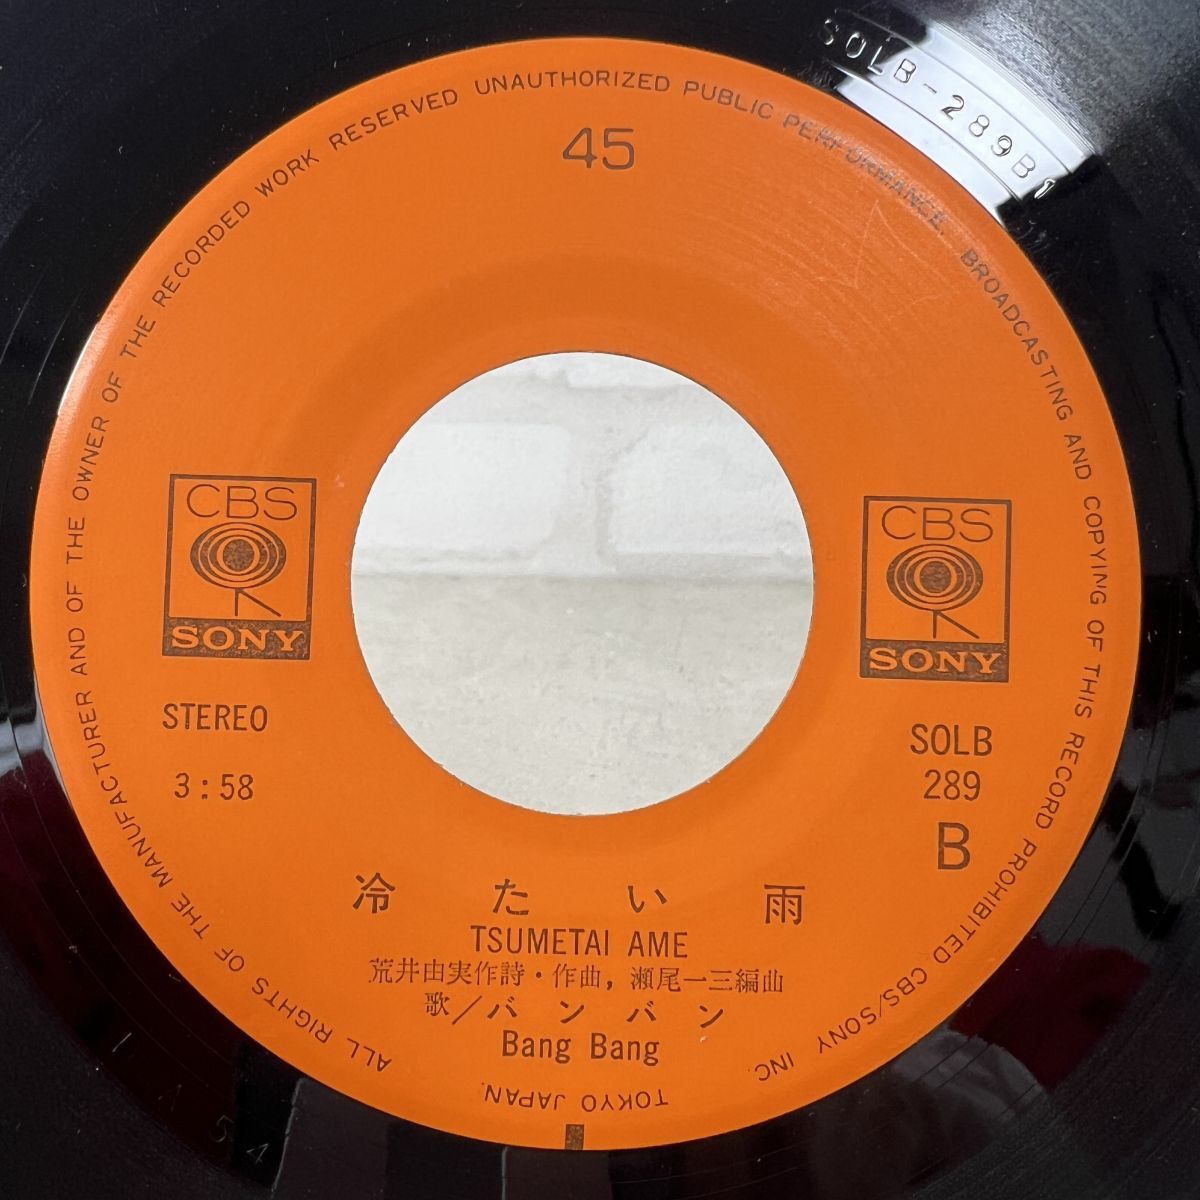 SOLB-289B1
ALL RIGHTS OF THE MANUFACTURER AND OF THE OWNER OF THE RECORDED WORK RESERVED UNAUTHORIZED PUBLIC PERFORMANCE, BROADCASTING AND COPYING OF THIS RECORD PROHIBITED CBS/SONY INC.
TOKYO JAPAN.
45
CBS
SONY
CBS
SONY
STEREO
3:58
SOLB
289
B
冷たい雨
TSUMETAI AME
荒井由実作詩・作曲,瀬尾一三編曲
歌/バンバン
Bang Bang